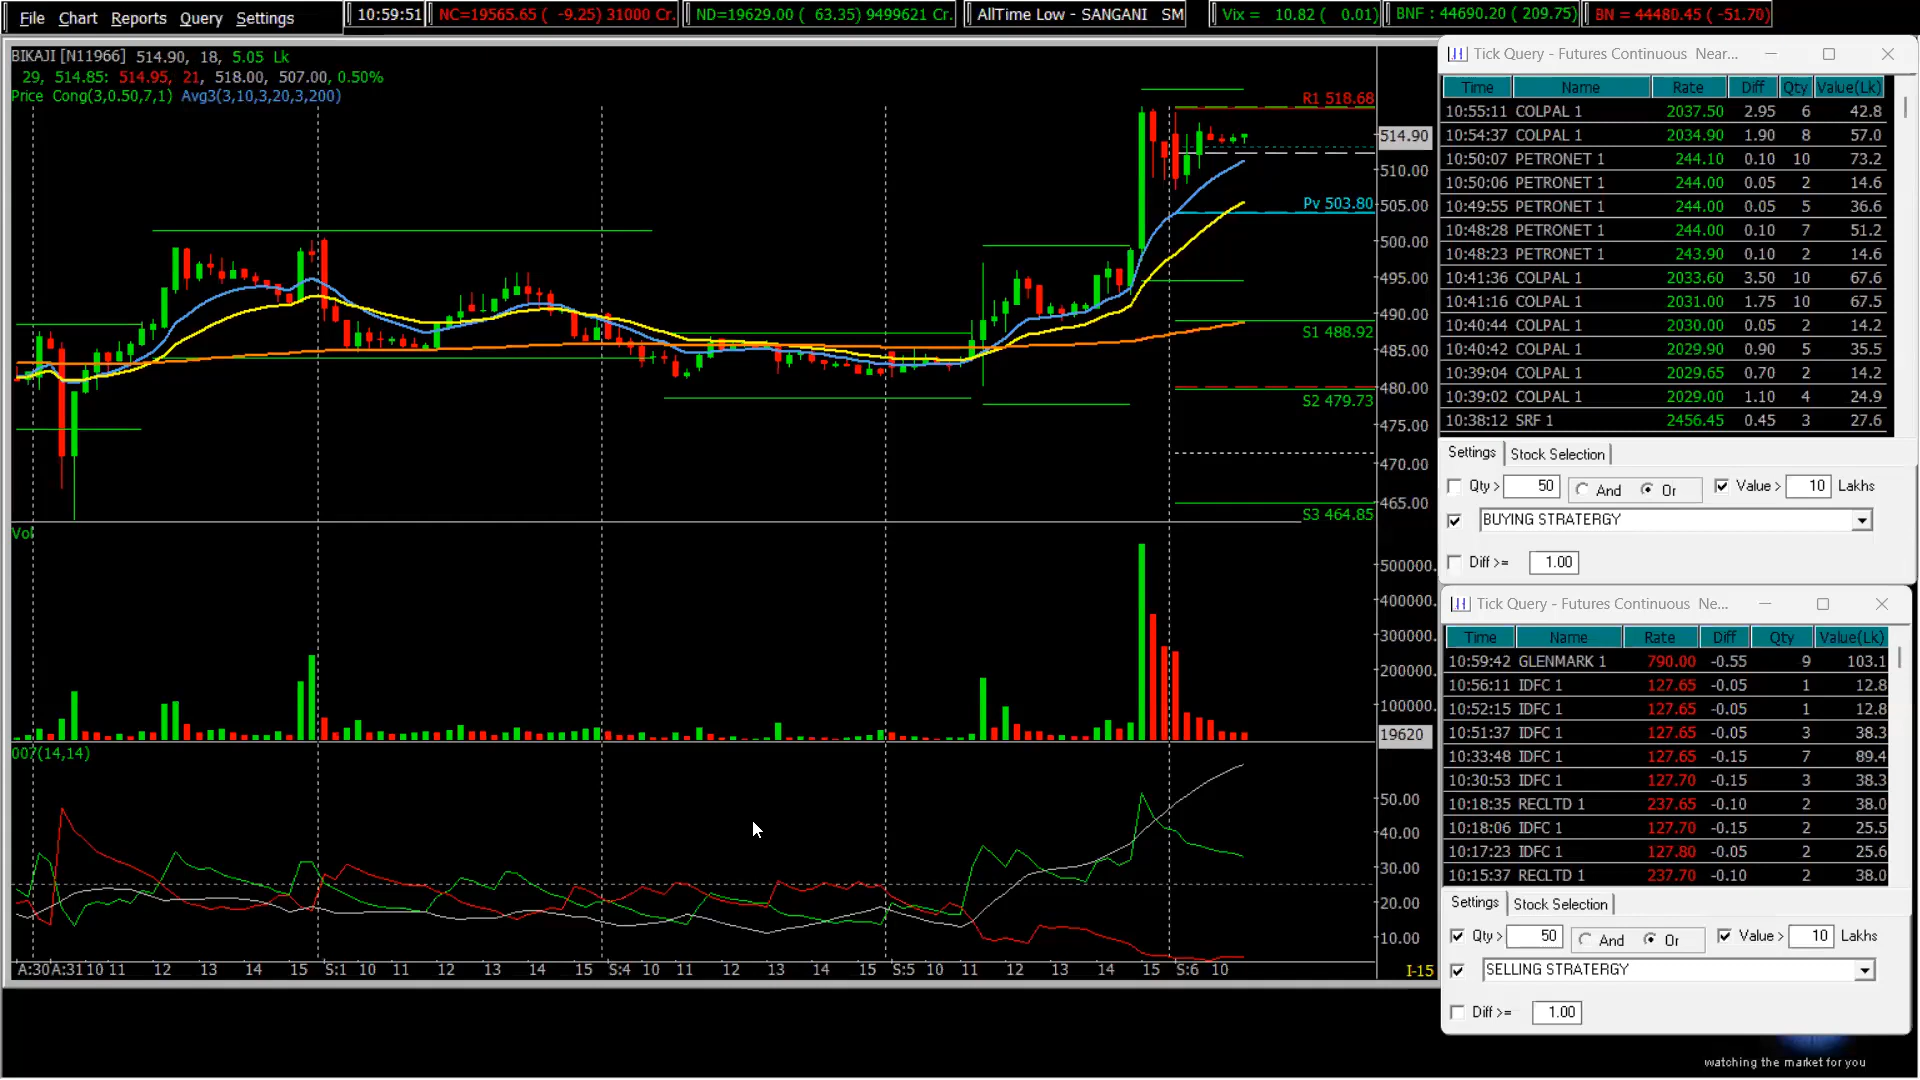 File Chart Reports Query Settings 10:59:51 NC=19565.65 ( -9.25) 31000 Cr. ND=19629.00 ( 63.35) 9499621 Cr. AllTime Low - SANGANI SM Vix = 10.82 ( 0.01) BNF : 44690.20 ( 209.75) BN = 44480.45 ( -51.70)
BIKAJI [N11966] 514.90, 18, 5.05 Lk
29, 514.85: 514.95, 21, 518.00, 507.00, 0.50%
Price Cong(3,0.50,7,1) Avg3(3,10,3,20,3,200)
R1 518.68
514.90
510.00
Pv 503.80
505.00
500.00
495.00
490.00
S1 488.92
485.00
480.00
S2 479.73
475.00
470.00
465.00
S3 464.85
Vol
500000.
400000.
300000.
200000.
100000.
19620
007(14,14)
50.00
40.00
30.00
20.00
10.00
A:30 A:31 10 11 12 13 14 15 S:1 10 11 12 13 14 15 S:4 10 11 12 13 14 15 S:5 10 11 12 13 14 15 S:6 10 I-15
Tick Query - Futures Continuous Near...
Time Name Rate Diff Qty Value(Lk)
10:55:11 COLPAL 1 2037.50 2.95 6 42.8
10:54:37 COLPAL 1 2034.90 1.90 8 57.0
10:50:07 PETRONET 1 244.10 0.10 10 73.2
10:50:06 PETRONET 1 244.00 0.05 2 14.6
10:49:55 PETRONET 1 244.00 0.05 5 36.6
10:48:28 PETRONET 1 244.00 0.10 7 51.2
10:48:23 PETRONET 1 243.90 0.10 2 14.6
10:41:36 COLPAL 1 2033.60 3.50 10 67.6
10:41:16 COLPAL 1 2031.00 1.75 10 67.5
10:40:44 COLPAL 1 2030.00 0.05 2 14.2
10:40:42 COLPAL 1 2029.90 0.90 5 35.5
10:39:04 COLPAL 1 2029.65 0.70 2 14.2
10:39:02 COLPAL 1 2029.00 1.10 4 24.9
10:38:12 SRF 1 2456.45 0.45 3 27.6
Settings Stock Selection
Qty > 50 And Or Value > 10 Lakhs
BUYING STRATERGY
Diff >= 1.00
Tick Query - Futures Continuous Ne...
Time Name Rate Diff Qty Value(Lk)
10:59:42 GLENMARK 1 790.00 -0.55 9 103.1
10:56:11 IDFC 1 127.65 -0.05 1 12.8
10:52:15 IDFC 1 127.65 -0.05 1 12.8
10:51:37 IDFC 1 127.65 -0.05 3 38.3
10:33:48 IDFC 1 127.65 -0.15 7 89.4
10:30:53 IDFC 1 127.70 -0.15 3 38.3
10:18:35 RECLTD 1 237.65 -0.10 2 38.0
10:18:06 IDFC 1 127.70 -0.15 2 25.5
10:17:23 IDFC 1 127.80 -0.05 2 25.6
10:15:37 RECLTD 1 237.70 -0.10 2 38.0
Settings Stock Selection
Qty > 50 And Or Value > 10 Lakhs
SELLING STRATERGY
Diff >= 1.00
watching the market for you